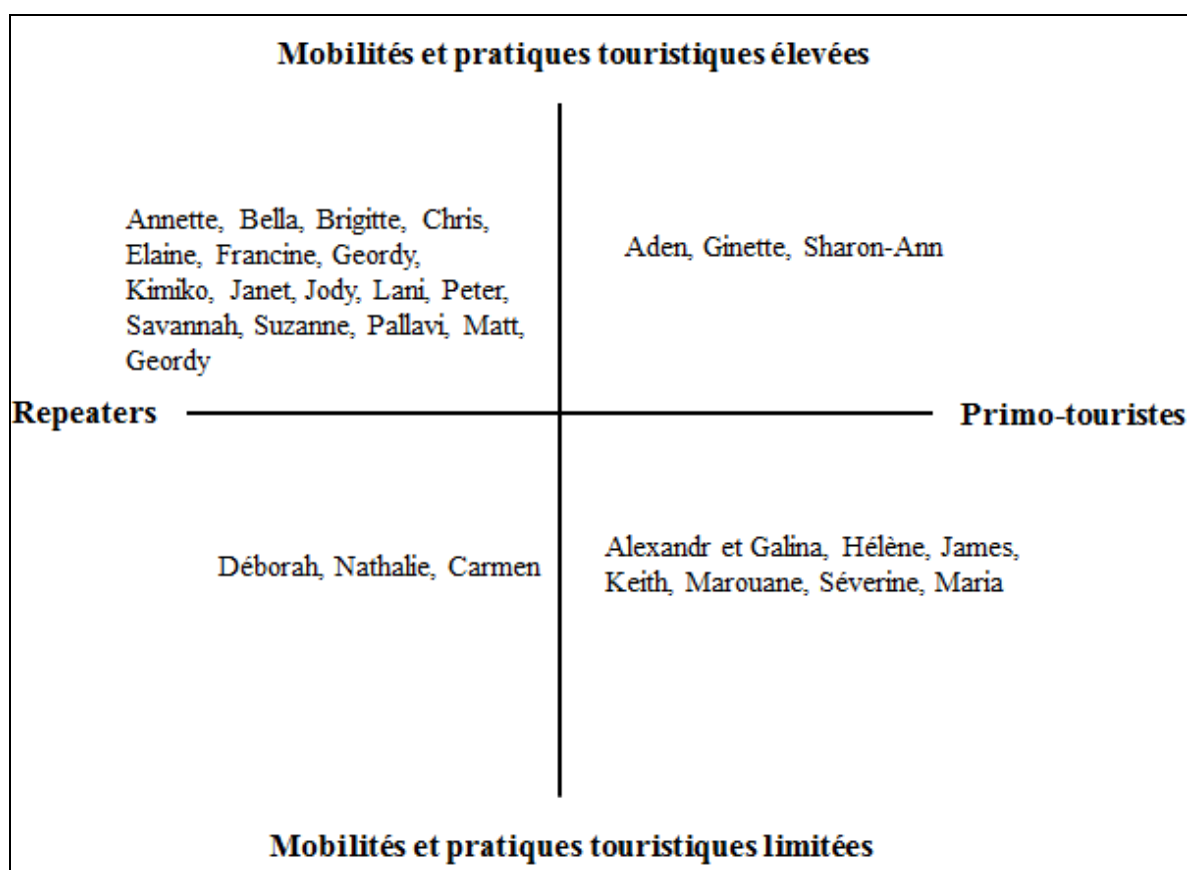 Mobilités et pratiques touristiques élevées
Annette, Bella, Brigitte, Chris,
Elaine, Francine, Geordy,
Kimiko, Janet, Jody, Lani, Peter,
Savannah, Suzanne, Pallavi, Matt,
Geordy
Aden, Ginette, Sharon-Ann
Repeaters
Primo-touristes
Déborah, Nathalie, Carmen
Alexandr et Galina, Hélène, James,
Keith, Marouane, Séverine, Maria
Mobilités et pratiques touristiques limitées